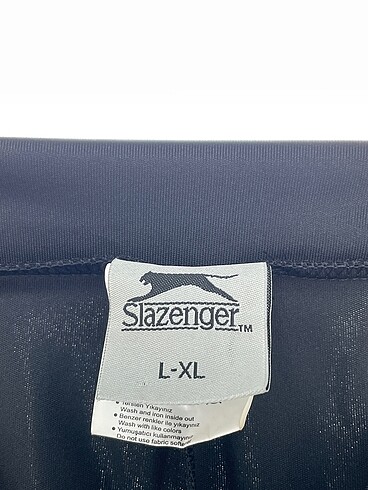 Slazenger™
L-XL
• Tersten Yıkayınız
Wash and iron inside out
• Benzer renkler ile yıkayınız
Wash with like colors
• Yumuşatıcı kullanmayınız
Do not use fabric softener